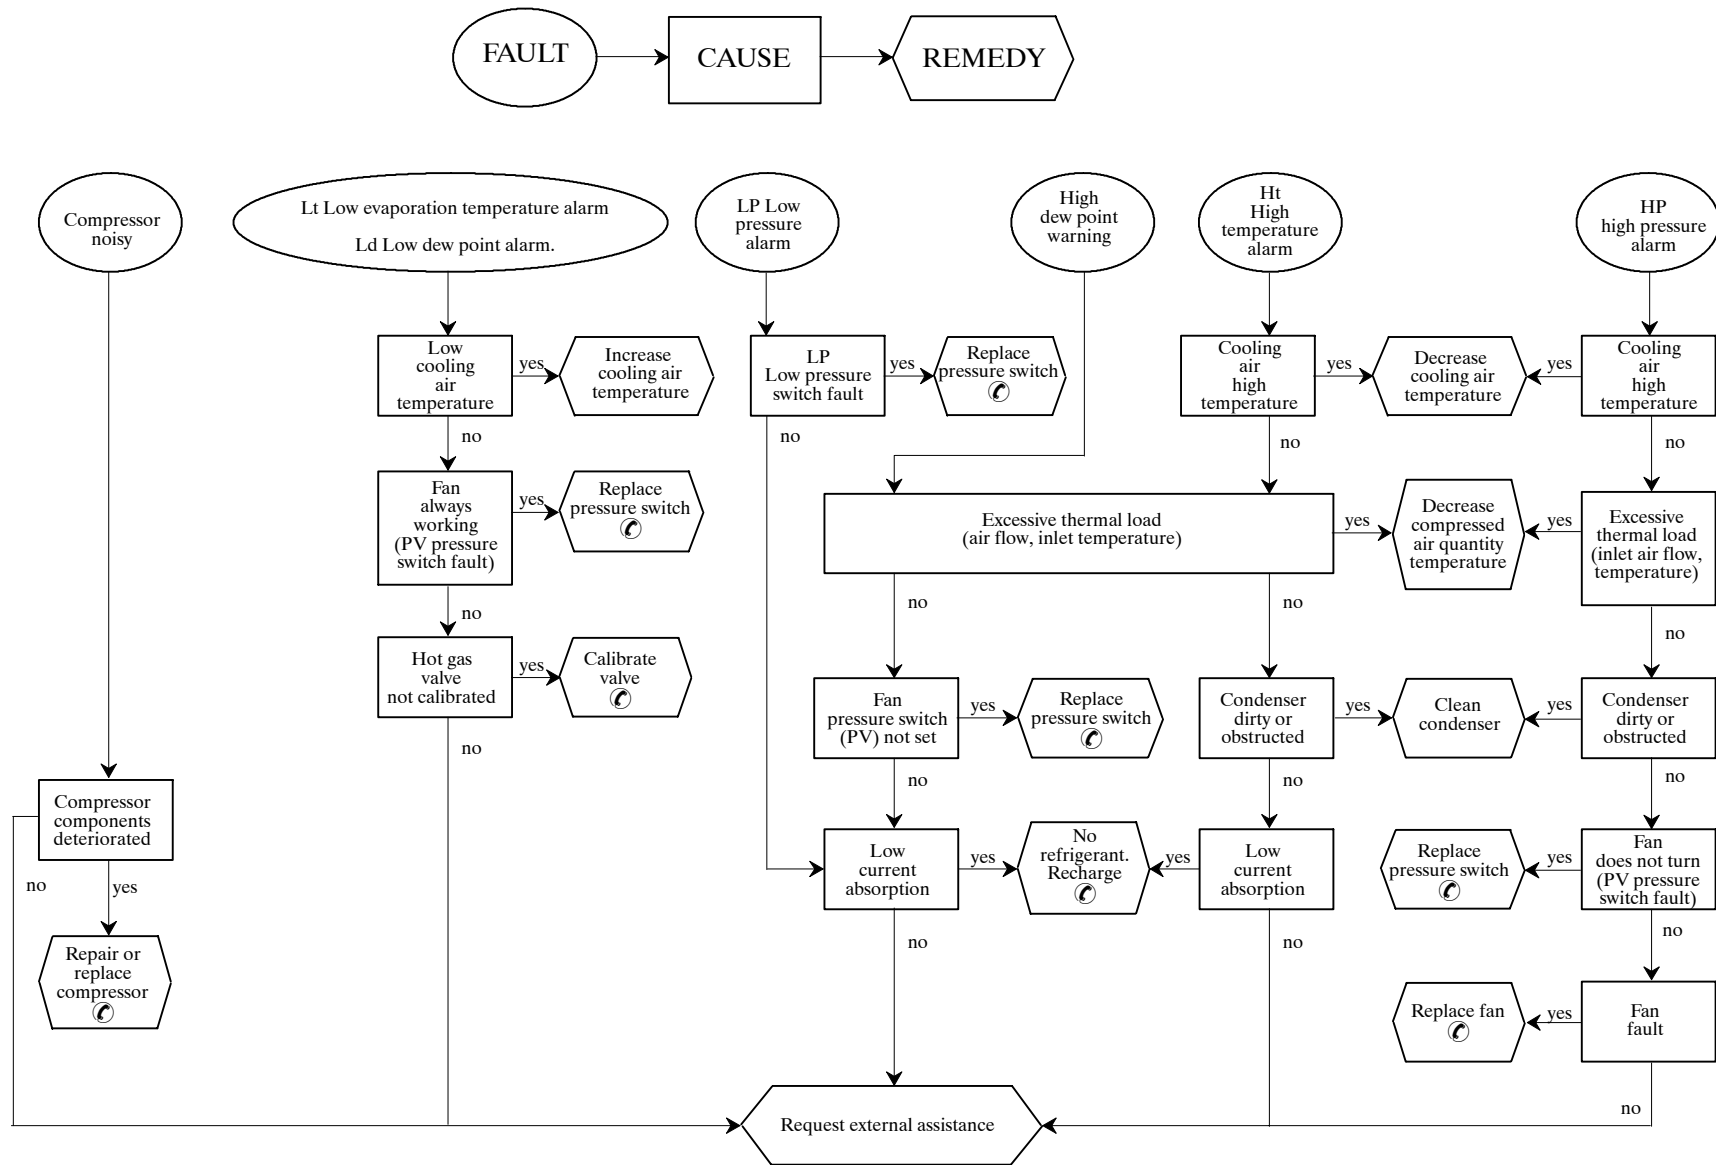 FAULT
CAUSE
REMEDY
Compressor
noisy
Lt Low evaporation temperature alarm
Ld Low dew point alarm.
LP Low
pressure
alarm
High
dew point
warning
Ht
High
temperature
alarm
HP
high pressure
alarm
Low
cooling
air
temperature
yes
Increase
cooling air
temperature
no
LP
Low pressure
switch fault
yes
Replace
pressure switch
no
Cooling
air
high
temperature
yes
Decrease
cooling air
temperature
yes
Cooling
air
high
temperature
no
no
Fan
always
working
(PV pressure
switch fault)
yes
Replace
pressure switch
no
Excessive thermal load
(air flow, inlet temperature)
yes
Decrease
compressed
air quantity
temperature
yes
Excessive
thermal load
(inlet air flow,
temperature)
no
no
no
Hot gas
valve
not calibrated
yes
Calibrate
valve
no
Fan
pressure switch
(PV) not set
yes
Replace
pressure switch
no
Condenser
dirty or
obstructed
yes
Clean
condenser
yes
Condenser
dirty or
obstructed
no
no
Compressor
components
deteriorated
no
yes
Repair or
replace
compressor
Low
current
absorption
yes
No
refrigerant.
Recharge
yes
Low
current
absorption
no
no
Replace
pressure switch
yes
Fan
does not turn
(PV pressure
switch fault)
no
Replace fan
yes
Fan
fault
no
Request external assistance